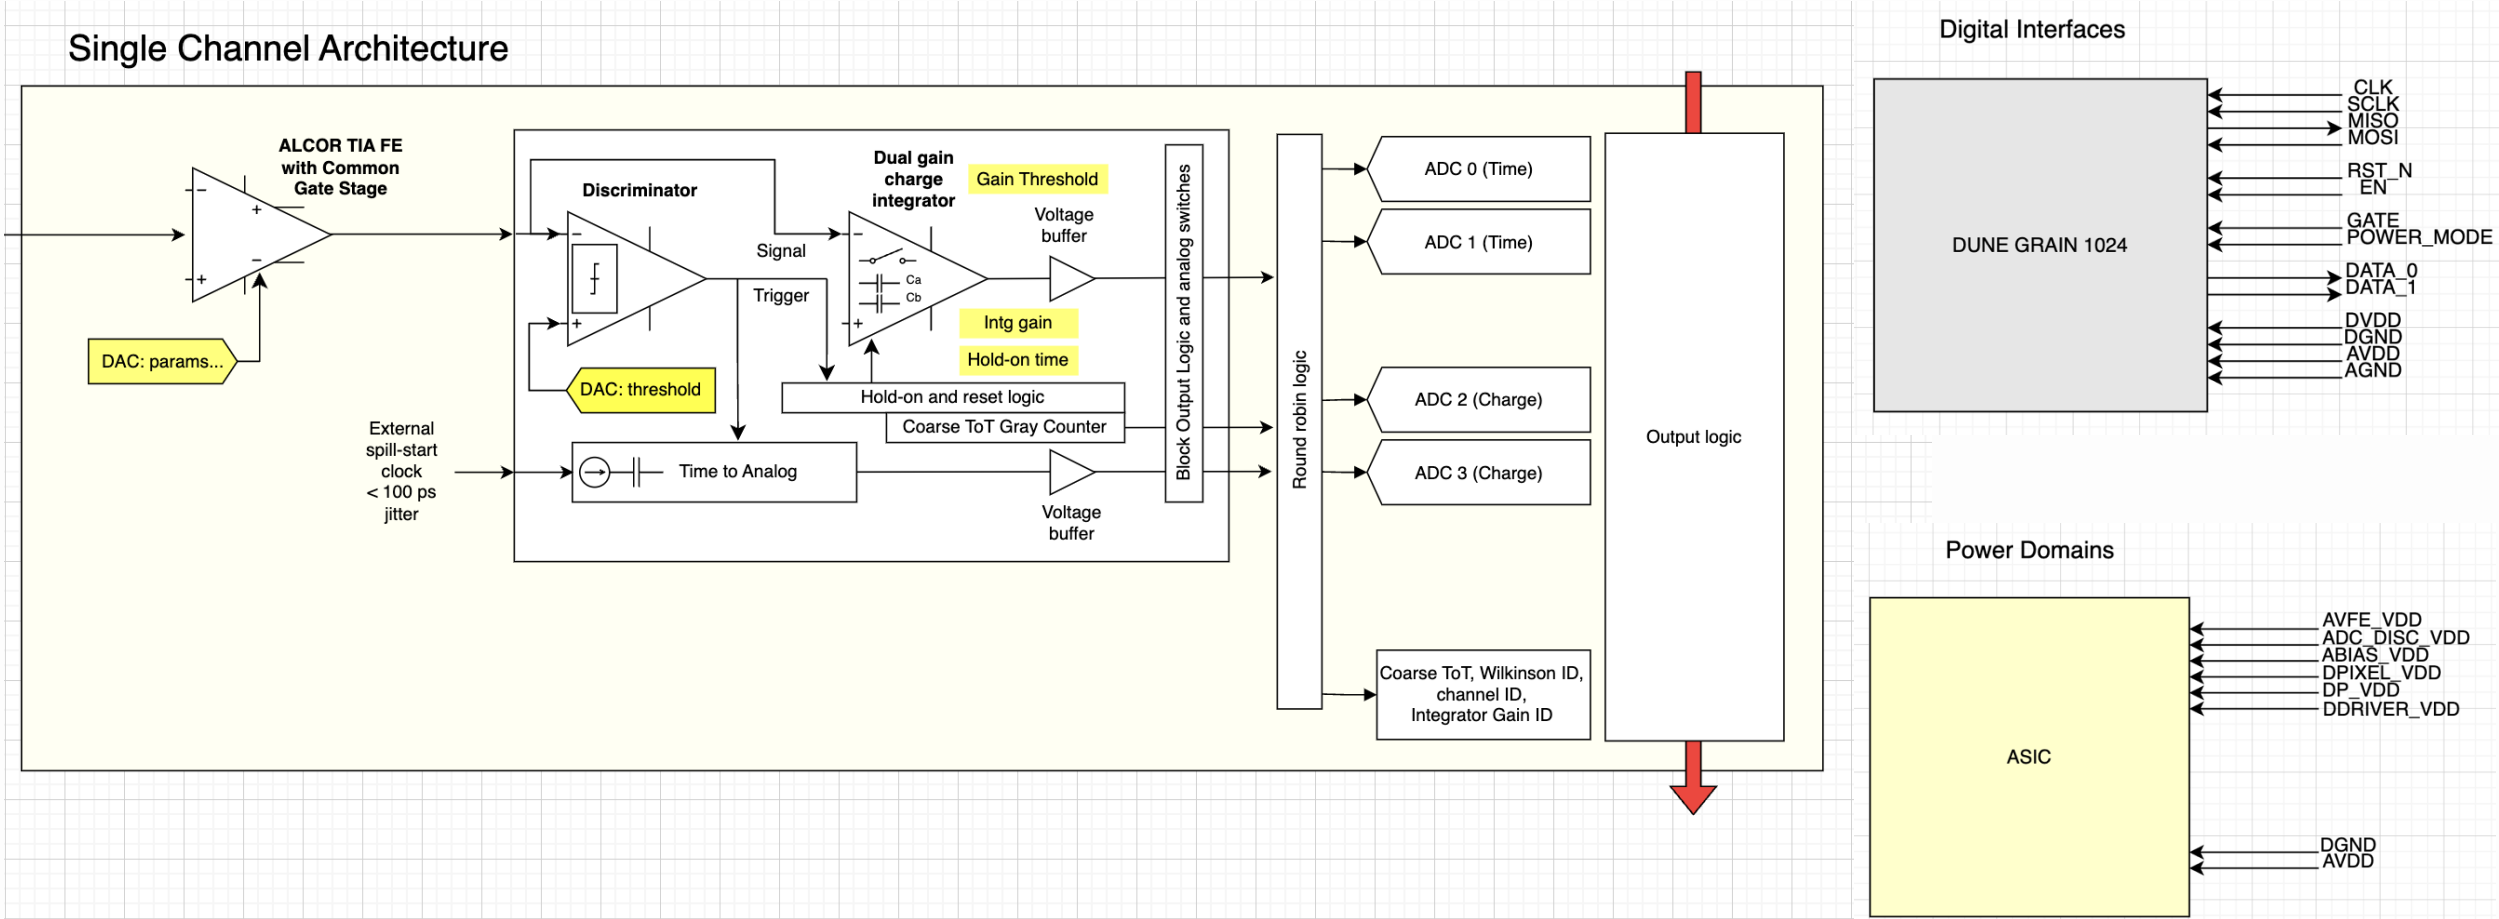 Single Channel Architecture
ALCOR TIA FE
with Common
Gate Stage
DAC: params...
External
spill-start
clock
< 100 ps
jitter
Discriminator
DAC: threshold
Signal
Trigger
Dual gain
charge
integrator
Ca
Cb
Gain Threshold
Voltage
buffer
Intg gain
Hold-on time
Hold-on and reset logic
Coarse ToT Gray Counter
Time to Analog
Voltage
buffer
Block Output Logic and analog switches
Round robin logic
ADC 0 (Time)
ADC 1 (Time)
ADC 2 (Charge)
ADC 3 (Charge)
Coarse ToT, Wilkinson ID,
channel ID,
Integrator Gain ID
Output logic
Digital Interfaces
DUNE GRAIN 1024
CLK
SCLK
MISO
MOSI
RST_N
EN
GATE
POWER_MODE
DATA_0
DATA_1
DVDD
DGND
AVDD
AGND
Power Domains
ASIC
AVFE_VDD
ADC_DISC_VDD
ABIAS_VDD
DPIXEL_VDD
DP_VDD
DDRIVER_VDD
DGND
AVDD